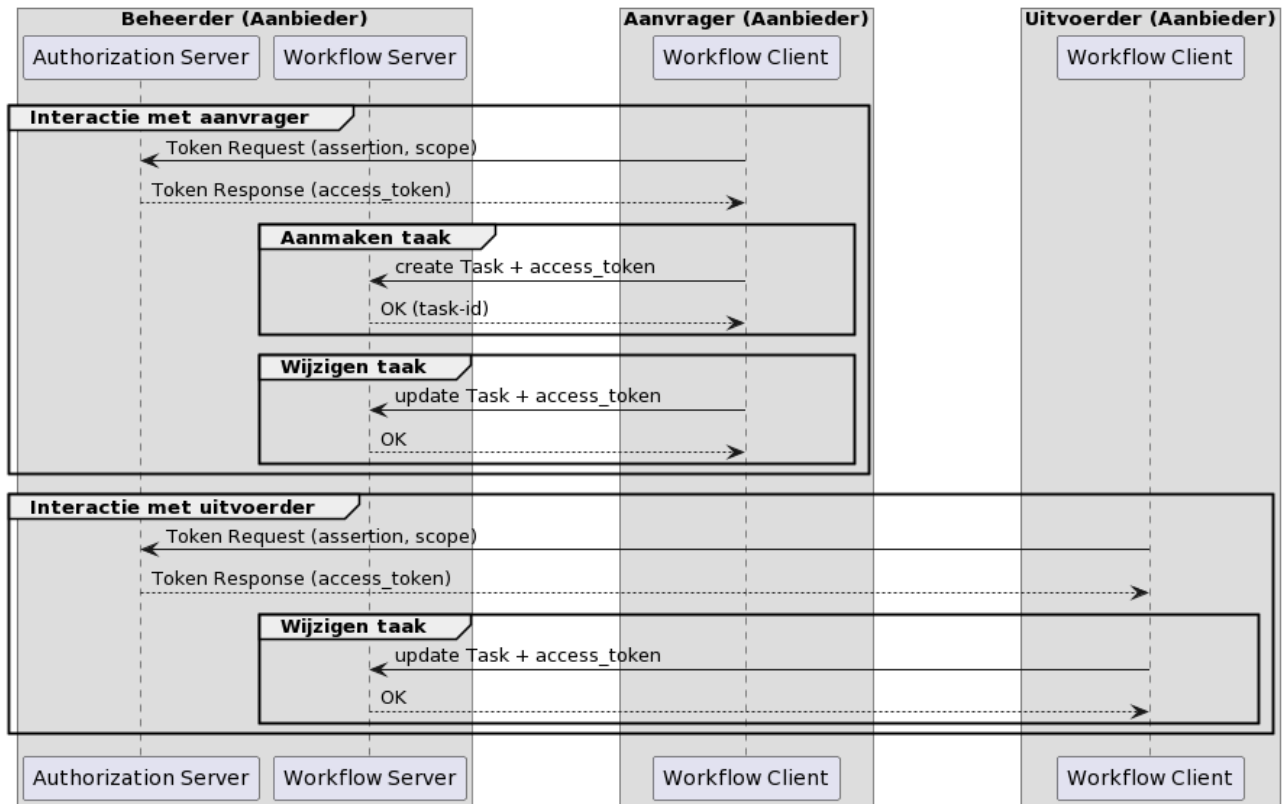 Beheerder (Aanbieder)
Aanvrager (Aanbieder)
Uitvoerder (Aanbieder)
Authorization Server
Workflow Server
Workflow Client
Workflow Client
Interactie met aanvrager
Token Request (assertion, scope)
Token Response (access_token)
Aanmaken taak
create Task + access_token
OK (task-id)
Wijzigen taak
update Task + access_token
OK
Interactie met uitvoerder
Token Request (assertion, scope)
Token Response (access_token)
Wijzigen taak
update Task + access_token
OK
Authorization Server
Workflow Server
Workflow Client
Workflow Client